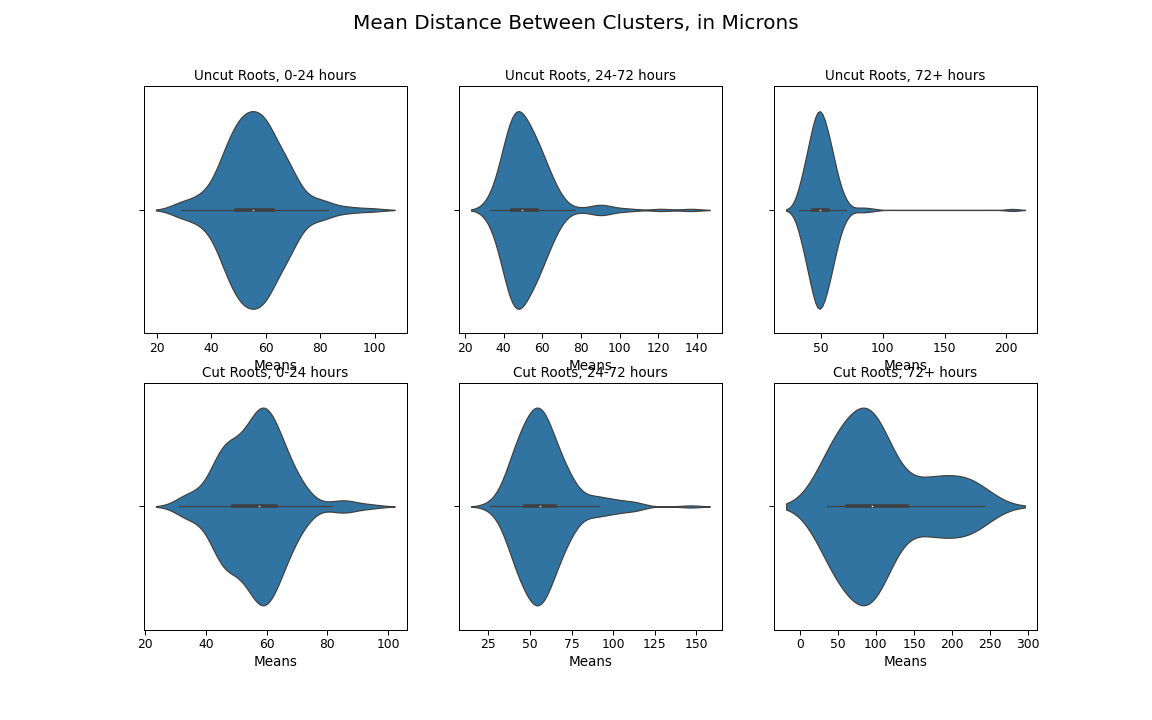 Mean Distance Between Clusters, in Microns
Uncut Roots, 0-24 hours
Uncut Roots, 24-72 hours
Uncut Roots, 72+ hours
20 40 60 80 100
20 40 60 80 100 120 140
50 100 150 200
Means
Means
Means
Cut Roots, 0-24 hours
Cut Roots, 24-72 hours
Cut Roots, 72+ hours
20 40 60 80 100
25 50 75 100 125 150
0 50 100 150 200 250 300
Means
Means
Means